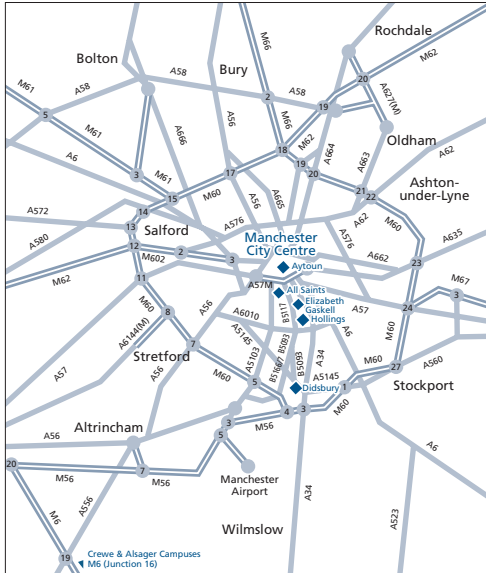 Rochdale
M66
M62
Bolton
Bury
20
M61
A58
A58
A58
A627(M)
2
19
5
A56
M66
Oldham
M61
A666
M62
A664
A663
A62
18
A6
19
3
M61
17
20
Ashton-
under-Lyne
15
M60
A56
A665
21
22
A572
14
A62
M60
Salford
A576
A576
A635
13
A580
12
Manchester
City Centre
M602
2
3
A662
23
Aytoun
M67
M62
11
A57M
All Saints
3
M60
A56
B5117
Elizabeth
Gaskell
A57
24
8
A6010
Hollings
A6144(M)
A5145
B5093
A6
M60
Stretford
7
A5103
A34
M60
A560
A57
A56
B5093
27
M60
5
Didsbury
A5145
1
Stockport
4
3
M60
Altrincham
3
M56
A56
5
A6
20
7
M56
M56
Manchester
Airport
A34
A556
M6
A523
Wilmslow
19
Crewe & Alsager Campuses
M6 (Junction 16)